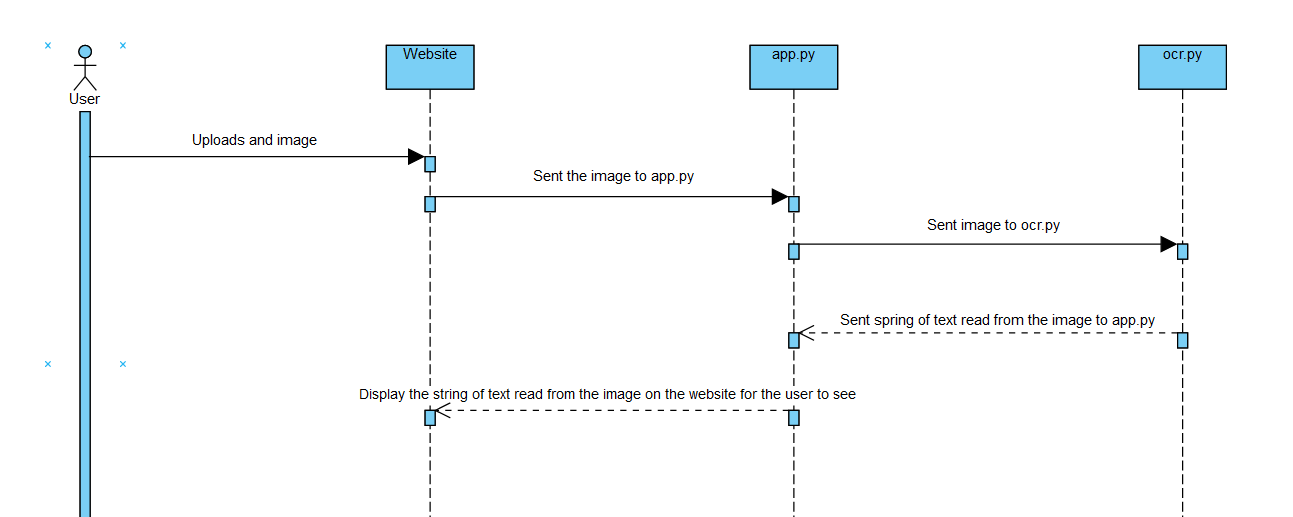 Website
app.py
ocr.py
User
Uploads and image
Sent the image to app.py
Sent image to ocr.py
Sent spring of text read from the image to app.py
Display the string of text read from the image on the website for the user to see